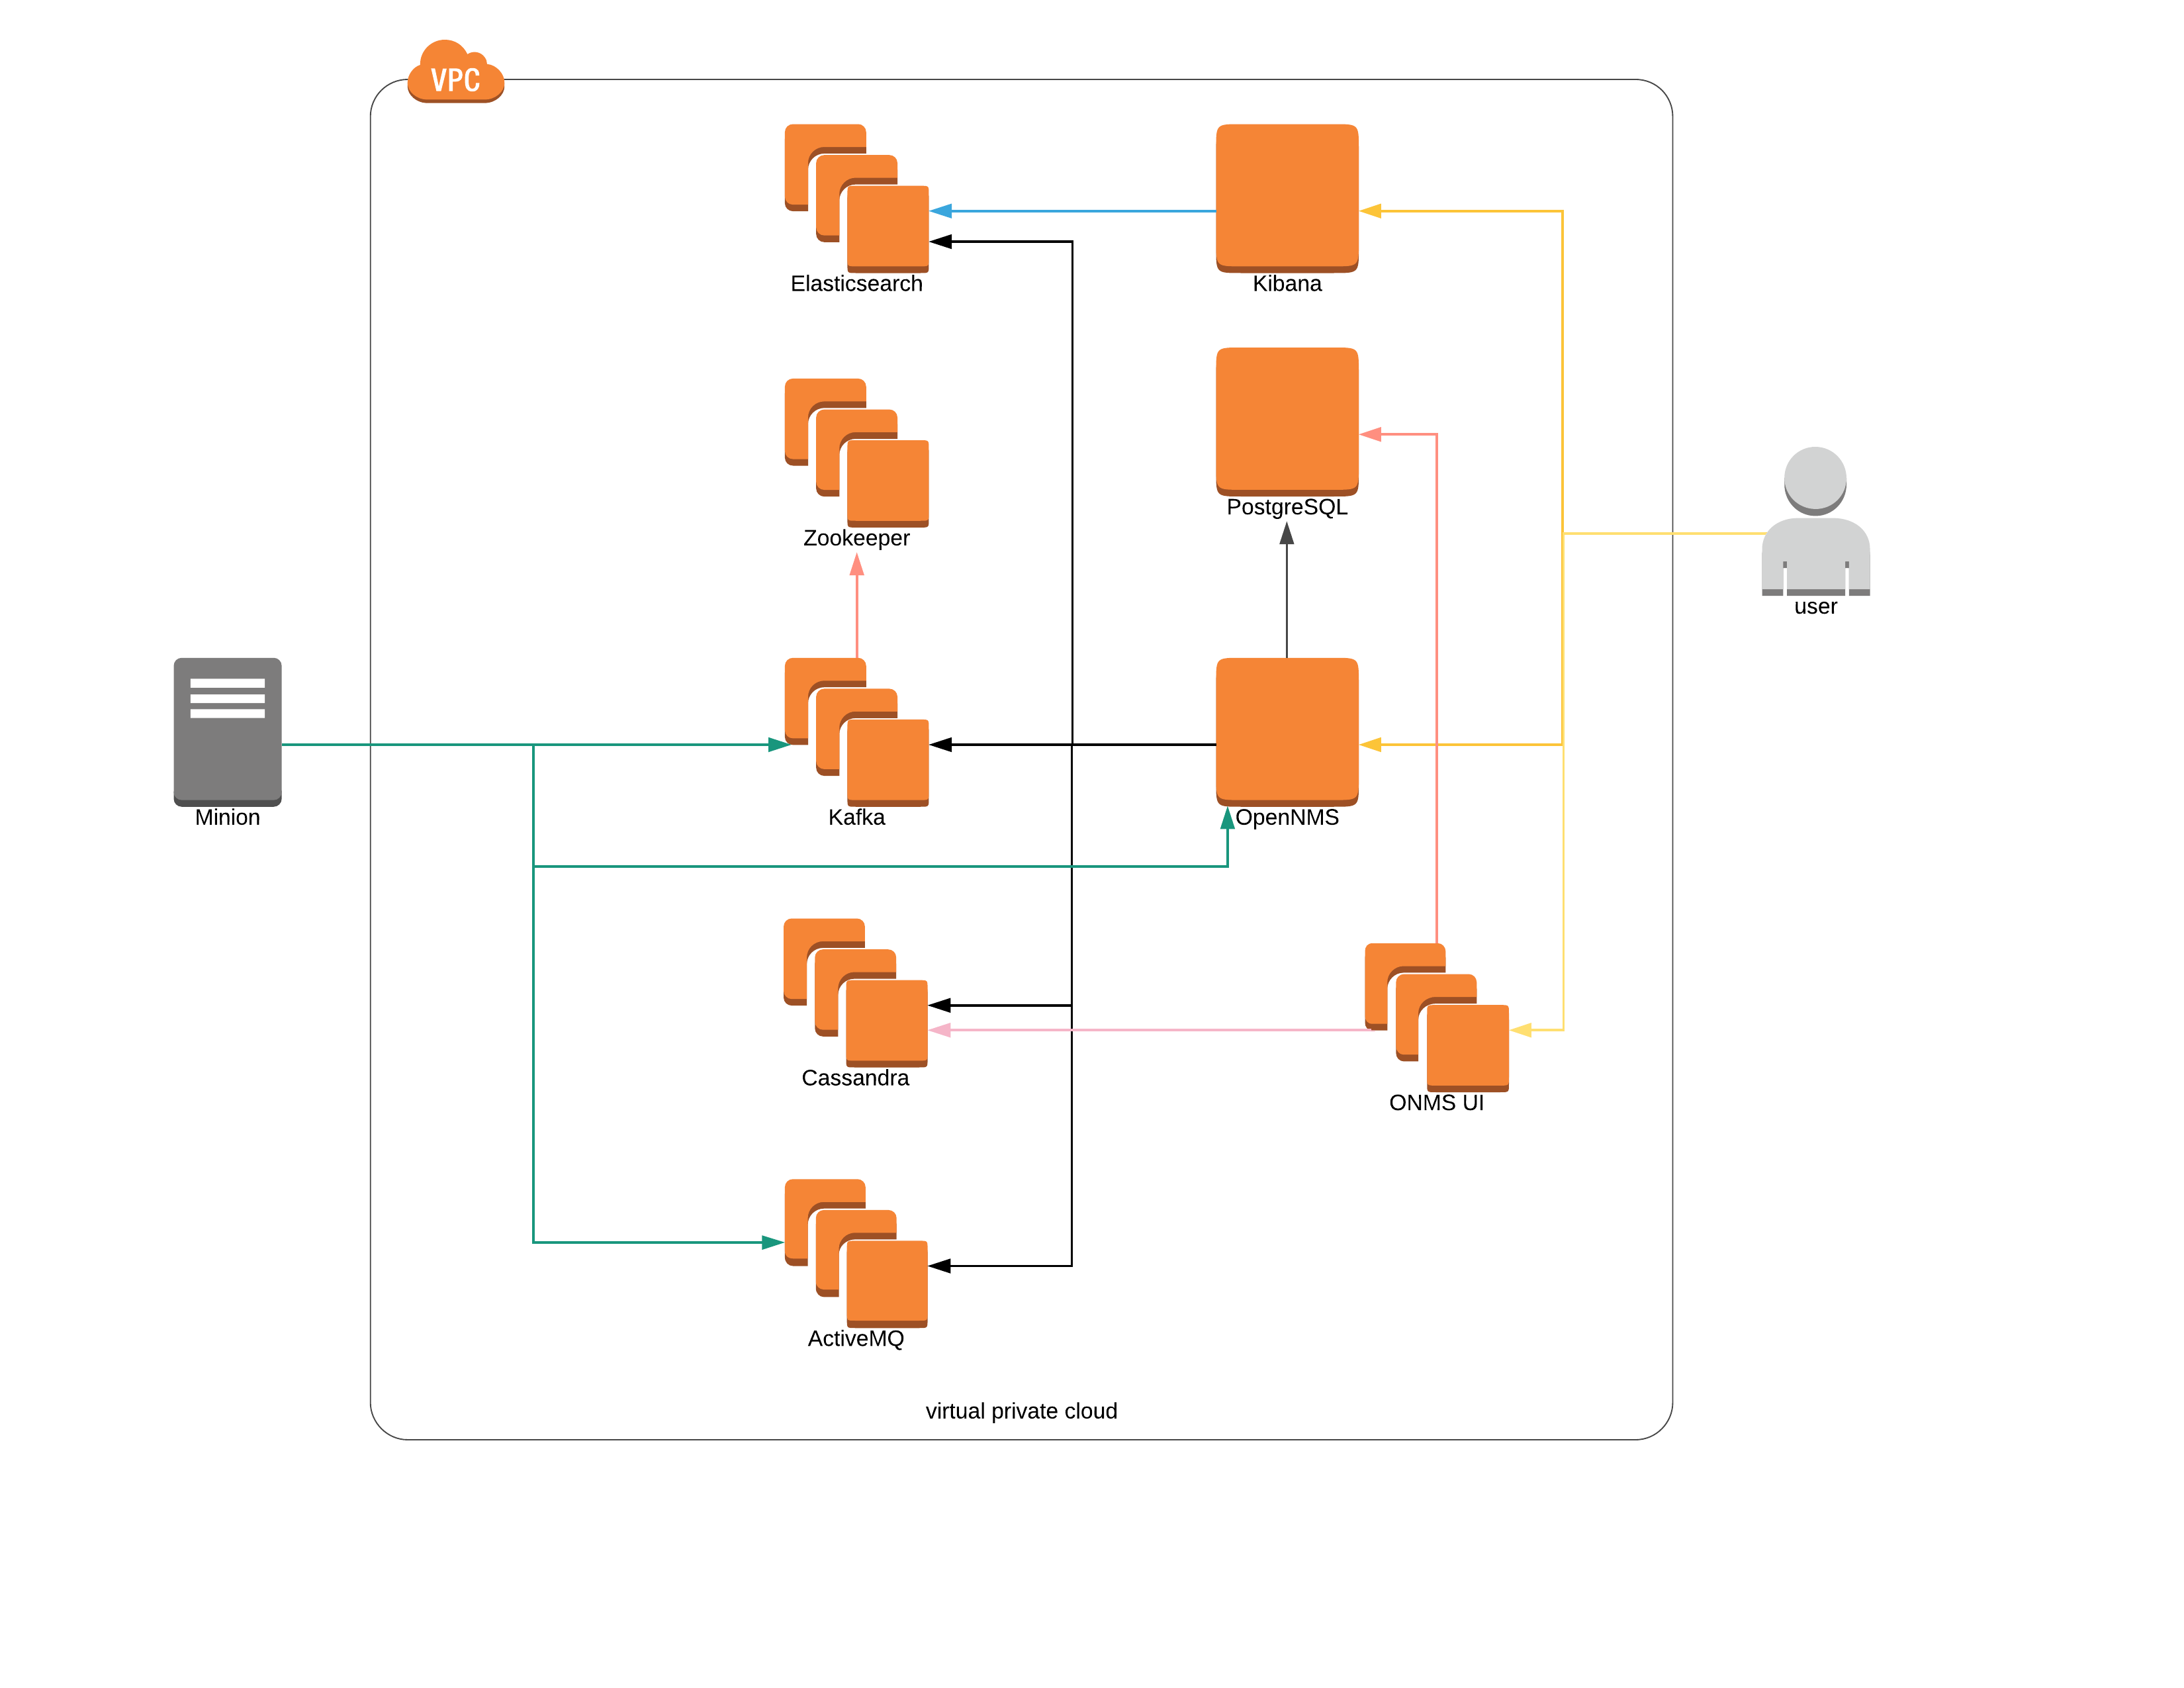 VPC
Elasticsearch
Kibana
PostgreSQL
Zookeeper
user
Minion
Kafka
OpenNMS
Cassandra
ONMS UI
ActiveMQ
virtual private cloud